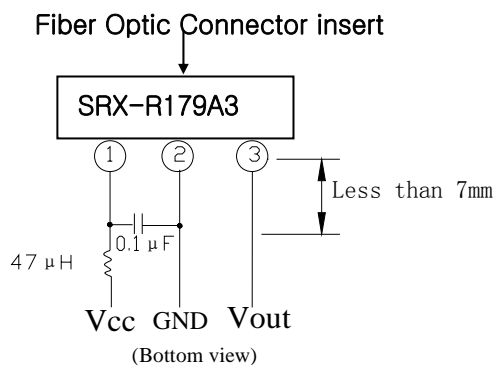 Fiber Optic Connector insert
SRX-R179A3
1 2 3
Less than 7mm
0.1 μF
47 μH
Vcc GND Vout
(Bottom view)